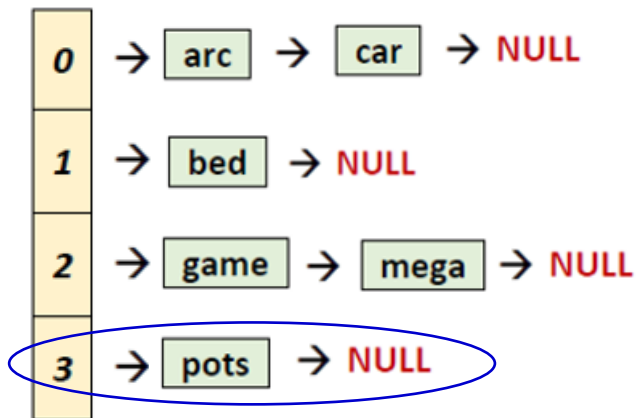 0 → arc → car → NULL
1 → bed → NULL
2 → game → mega → NULL
3 → pots → NULL